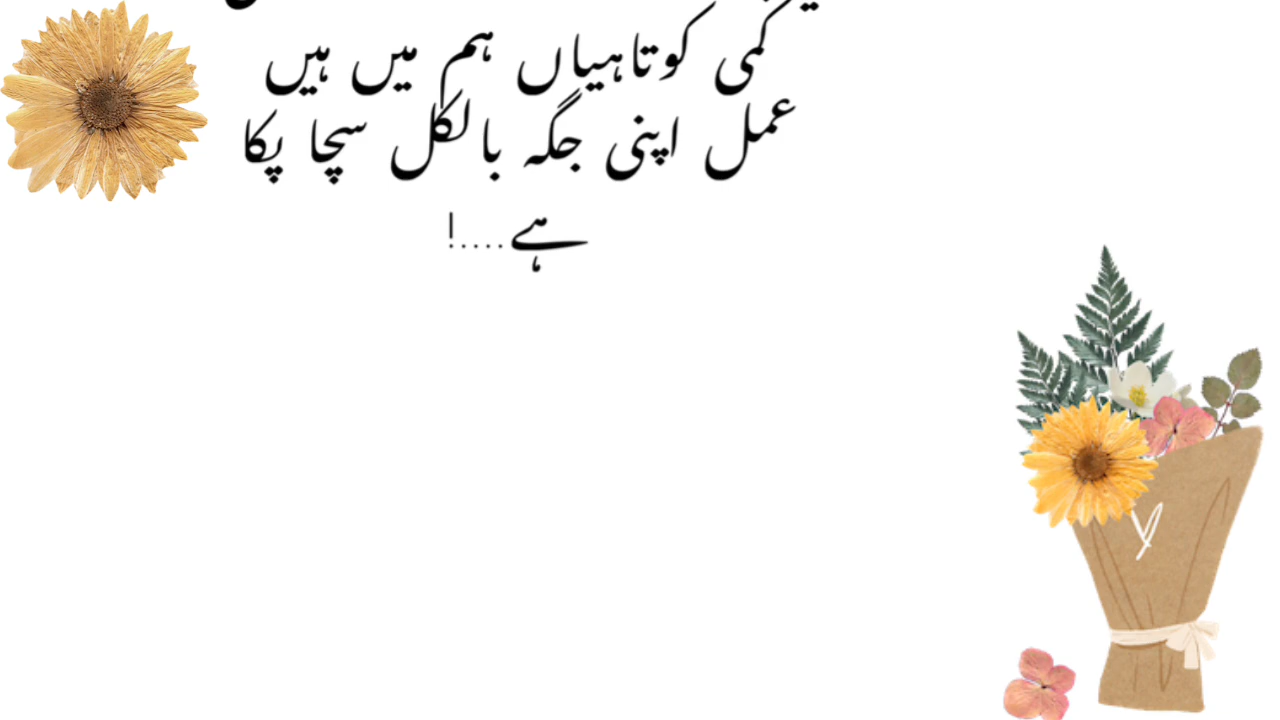 کمی کوتاہیاں ہم میں ہیں
عمل اپنی جگہ بالکل سچا پکا
ہے....!